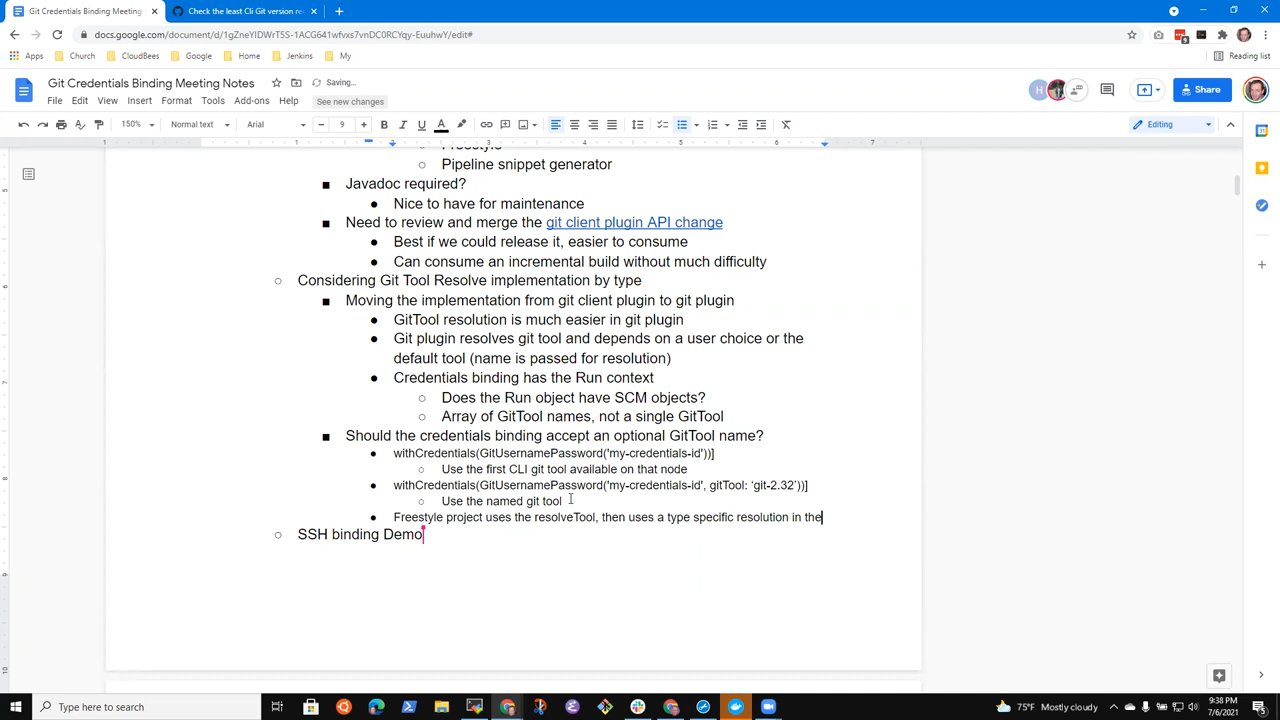 Git Credentials Binding Meeting
Check the least Cli Git version re
docs.google.com/document/d/1gZneYIDWrT5S-1ACG641wfvxs7vnDC0RCYqy-EuuhwY/edit#
Apps
Church
CloudBees
Google
Home
Jenkins
My
Reading list
Git Credentials Binding Meeting Notes
Saving...
File Edit View Insert Format Tools Add-ons Help
See new changes
Share
150%
Normal text
Arial
9
Editing
Pipeline snippet generator
Javadoc required?
Nice to have for maintenance
Need to review and merge the git client plugin API change
Best if we could release it, easier to consume
Can consume an incremental build without much difficulty
Considering Git Tool Resolve implementation by type
Moving the implementation from git client plugin to git plugin
GitTool resolution is much easier in git plugin
Git plugin resolves git tool and depends on a user choice or the
default tool (name is passed for resolution)
Credentials binding has the Run context
Does the Run object have SCM objects?
Array of GitTool names, not a single GitTool
Should the credentials binding accept an optional GitTool name?
withCredentials(GitUsernamePassword('my-credentials-id'))]
Use the first CLI git tool available on that node
withCredentials(GitUsernamePassword('my-credentials-id', gitTool: ‘git-2.32’))]
Use the named git tool
Freestyle project uses the resolveTool, then uses a type specific resolution in the
SSH binding Demo
Type here to search
75°F Mostly cloudy
9:38 PM
7/6/2021